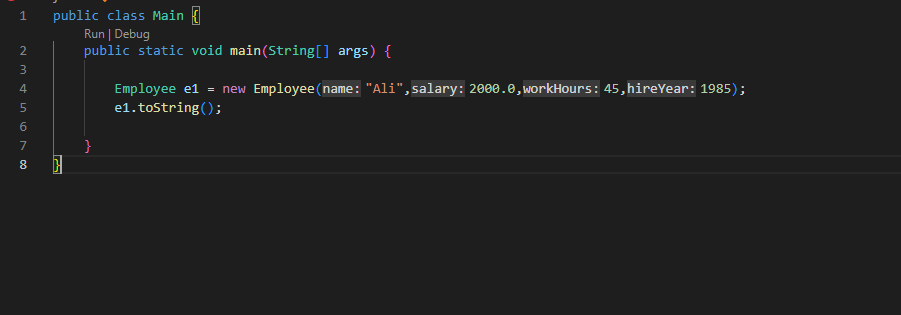 1 public class Main {
Run | Debug
2 public static void main(String[] args) {
3
4 Employee e1 = new Employee(name: "Ali",salary: 2000.0,workHours: 45,hireYear: 1985);
5 e1.toString();
6
7 }
8 }